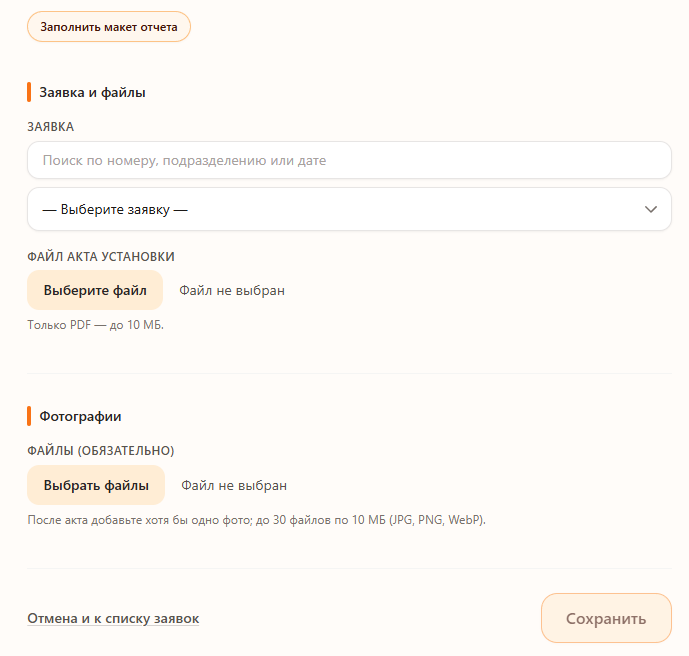 Заполнить макет отчета
Заявка и файлы
ЗАЯВКА
Поиск по номеру, подразделению или дате
— Выберите заявку —
ФАЙЛ АКТА УСТАНОВКИ
Выберите файл Файл не выбран
Только PDF — до 10 МБ.
Фотографии
ФАЙЛЫ (ОБЯЗАТЕЛЬНО)
Выбрать файлы Файл не выбран
После акта добавьте хотя бы одно фото; до 30 файлов по 10 МБ (JPG, PNG, WebP).
Отмена и к списку заявок Сохранить